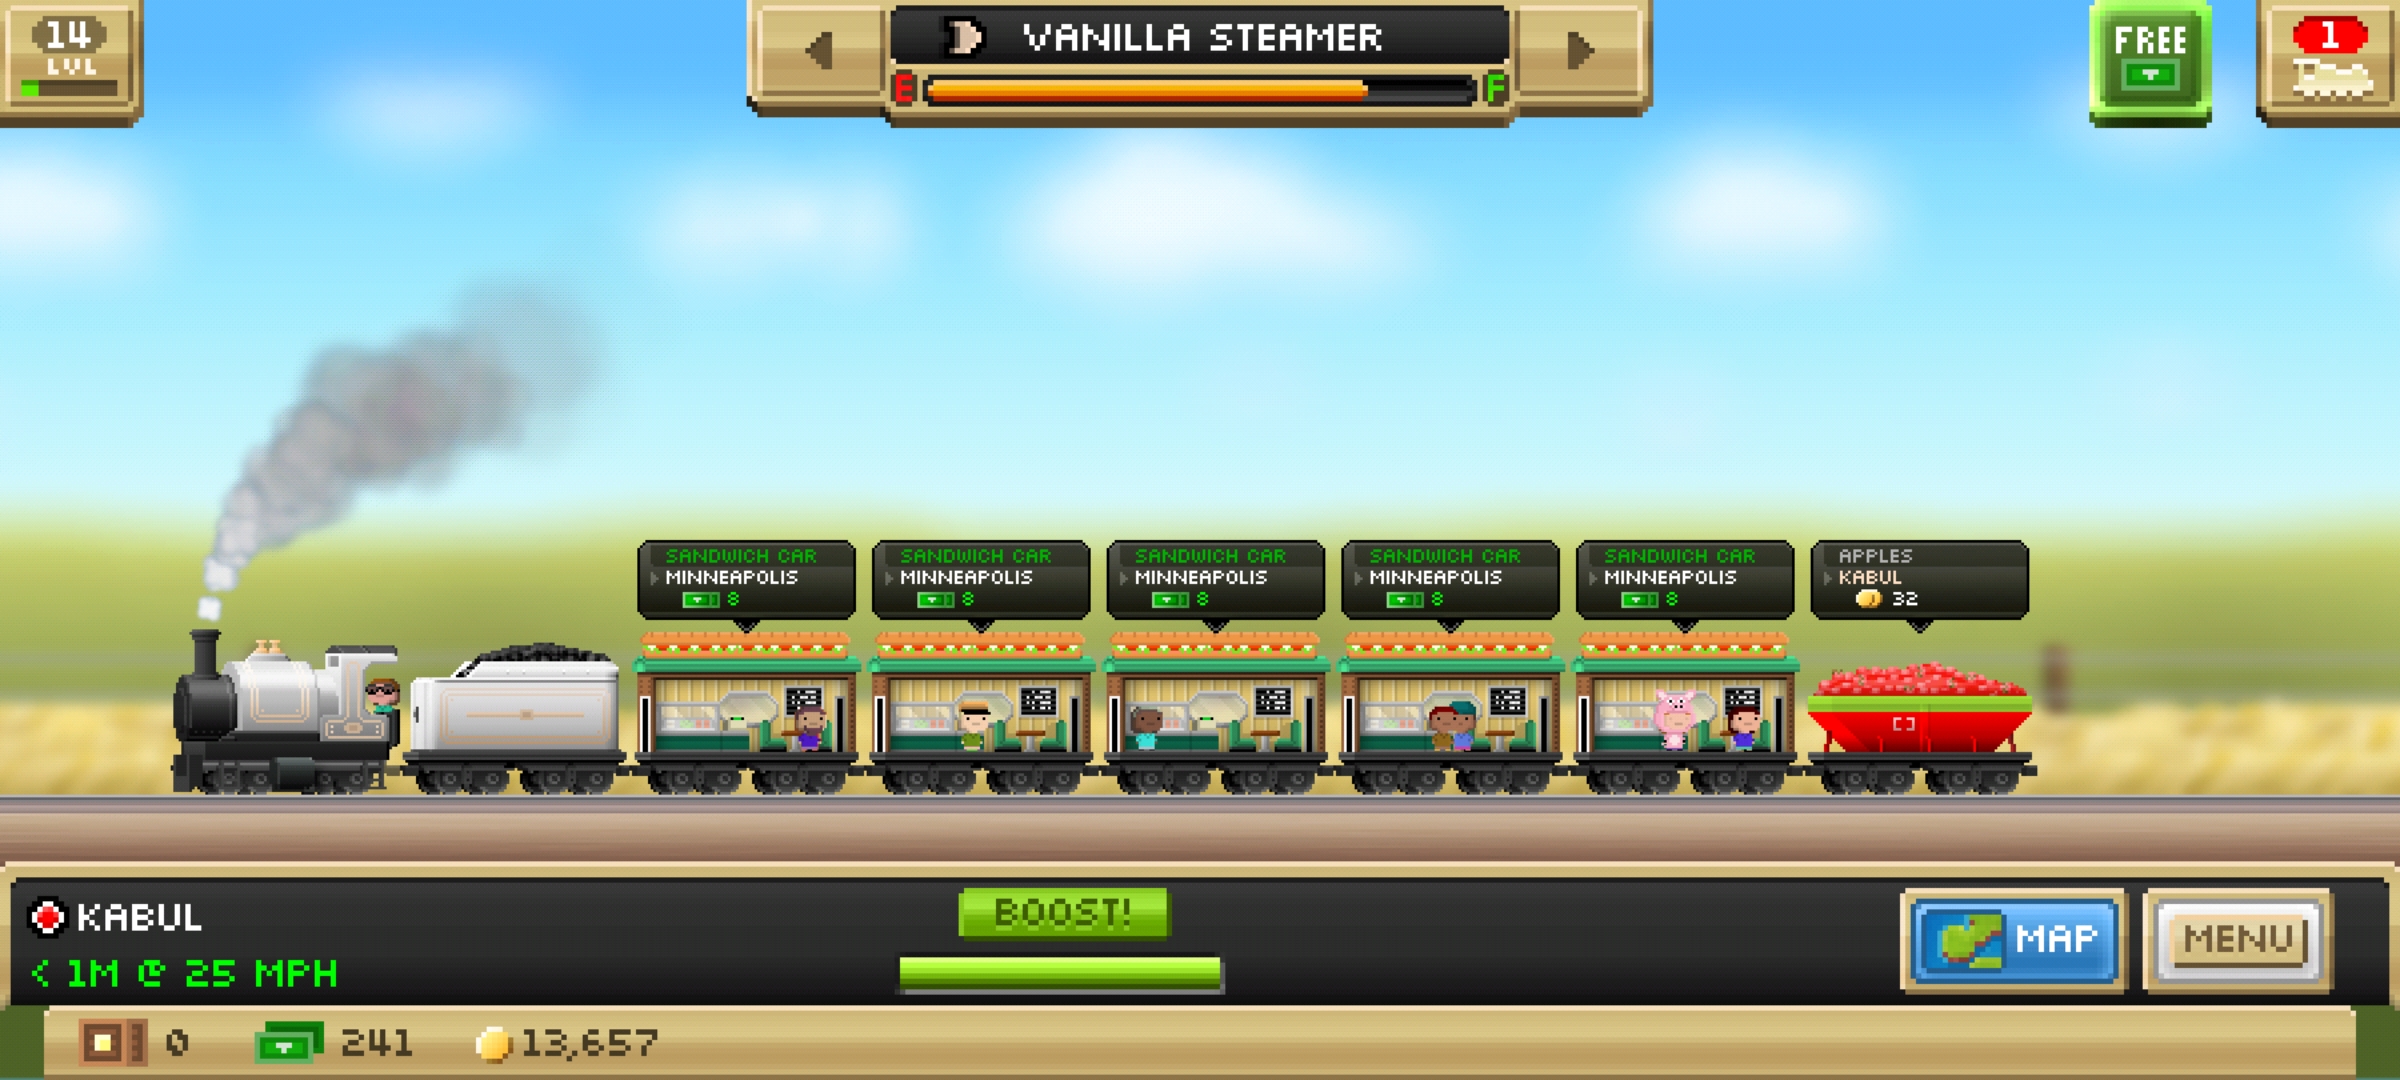 14
LVL
VANILLA STEAMER
E
F
FREE
1
SANDWICH CAR
MINNEAPOLIS
8
SANDWICH CAR
MINNEAPOLIS
8
SANDWICH CAR
MINNEAPOLIS
8
SANDWICH CAR
MINNEAPOLIS
8
SANDWICH CAR
MINNEAPOLIS
8
APPLES
KABUL
32
KABUL
< 1M @ 25 MPH
BOOST!
MAP
MENU
0
241
13,657